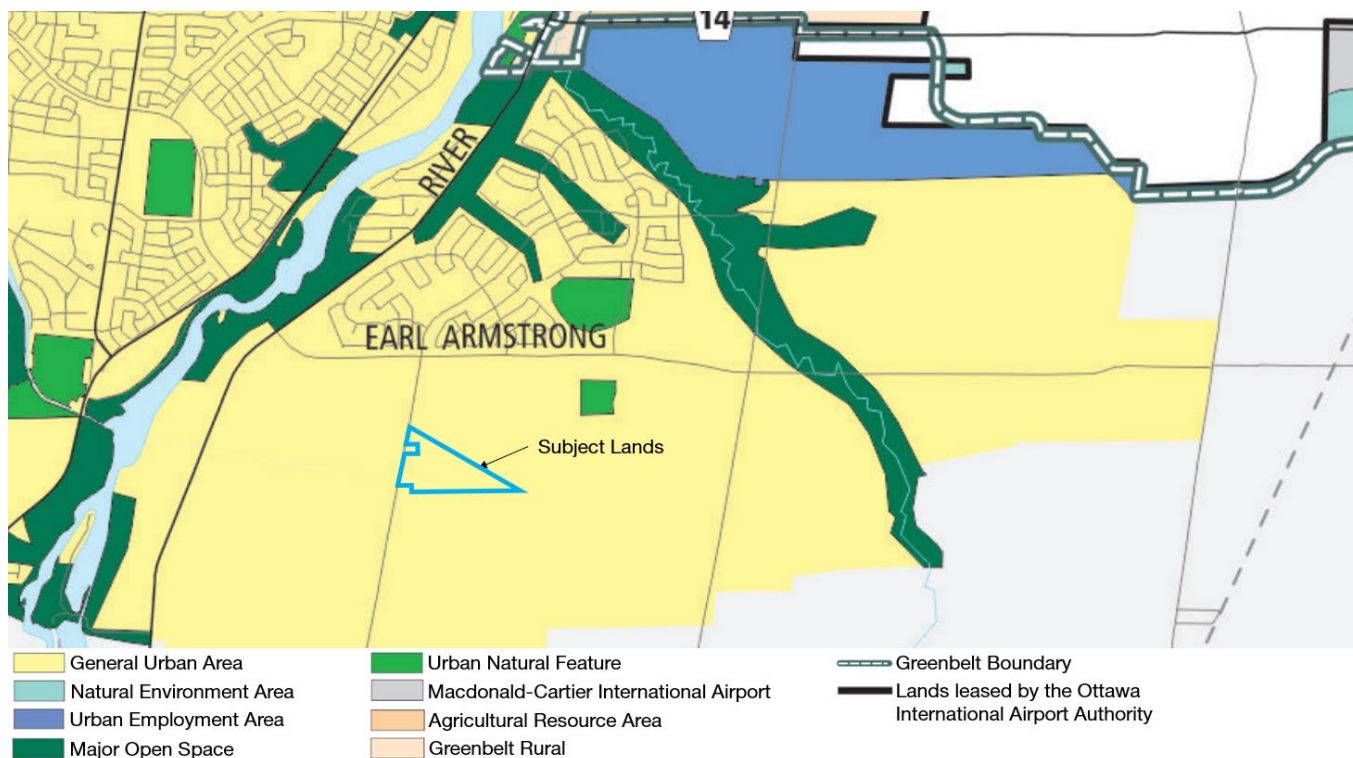 14
RIVER
EARL ARMSTRONG
Subject Lands
General Urban Area
Natural Environment Area
Urban Employment Area
Major Open Space
Urban Natural Feature
Macdonald-Cartier International Airport
Agricultural Resource Area
Greenbelt Rural
Greenbelt Boundary
Lands leased by the Ottawa
International Airport Authority